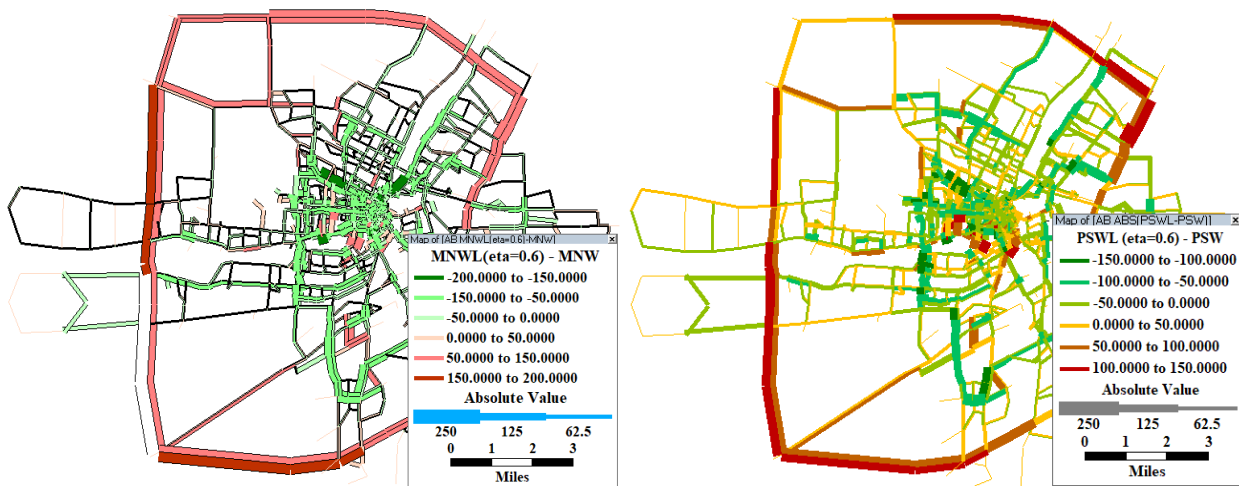 Map of [AB MNWL(eta=0.6)-MNW]
MNWL(eta=0.6) - MNW
-200.0000 to -150.0000
-150.0000 to -50.0000
-50.0000 to 0.0000
0.0000 to 50.0000
50.0000 to 150.0000
150.0000 to 200.0000
Absolute Value
250 125 62.5
0 1 2 3
Miles
Map of [AB ABS[PSWL-PSW)]
PSWL (eta=0.6) - PSW
-150.0000 to -100.0000
-100.0000 to -50.0000
-50.0000 to 0.0000
0.0000 to 50.0000
50.0000 to 100.0000
100.0000 to 150.0000
Absolute Value
250 125 62.5
0 1 2 3
Miles